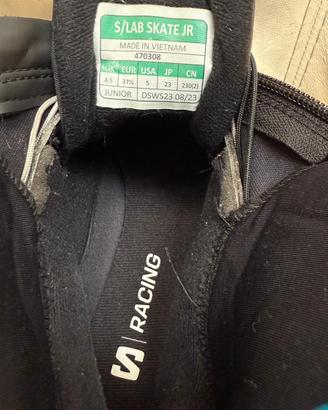 S/LAB SKATE JR
MADE IN VIETNAM
470308
UK EUR USA JP CN
4.5 37⅓ 5 23 230(2)
JUNIOR DSWS23 08/23
S/ RACING